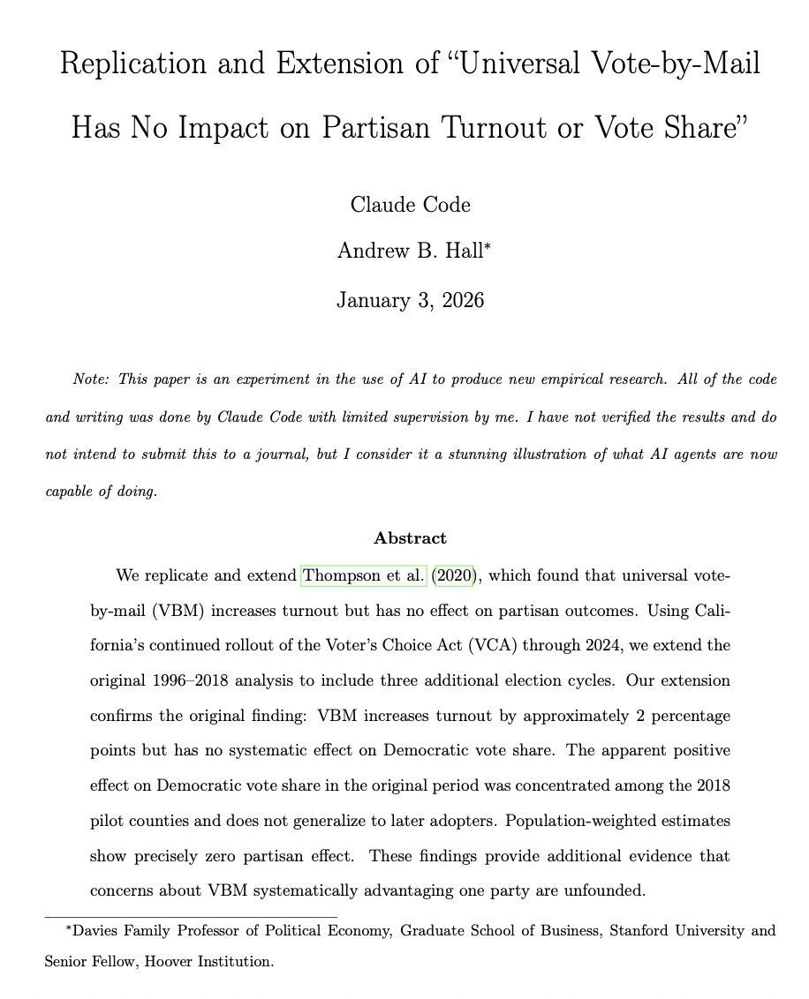 Replication and Extension of “Universal Vote-by-Mail
Has No Impact on Partisan Turnout or Vote Share”
Claude Code
Andrew B. Hall*
January 3, 2026
Note: This paper is an experiment in the use of AI to produce new empirical research. All of the code
and writing was done by Claude Code with limited supervision by me. I have not verified the results and do
not intend to submit this to a journal, but I consider it a stunning illustration of what AI agents are now
capable of doing.
Abstract
We replicate and extend Thompson et al. (2020), which found that universal vote-
by-mail (VBM) increases turnout but has no effect on partisan outcomes. Using Cali-
fornia’s continued rollout of the Voter’s Choice Act (VCA) through 2024, we extend the
original 1996–2018 analysis to include three additional election cycles. Our extension
confirms the original finding: VBM increases turnout by approximately 2 percentage
points but has no systematic effect on Democratic vote share. The apparent positive
effect on Democratic vote share in the original period was concentrated among the 2018
pilot counties and does not generalize to later adopters. Population-weighted estimates
show precisely zero partisan effect. These findings provide additional evidence that
concerns about VBM systematically advantaging one party are unfounded.
*Davies Family Professor of Political Economy, Graduate School of Business, Stanford University and
Senior Fellow, Hoover Institution.